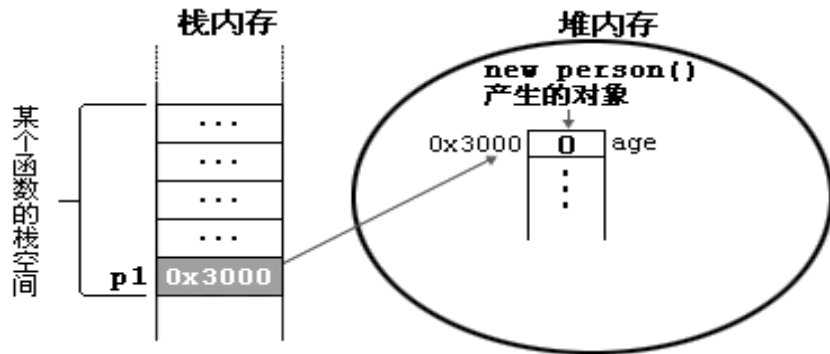 栈内存
堆内存
new person()
产生的对象
0x3000
0
age
某个函数的栈空间
...
...
...
...
p1
0x3000